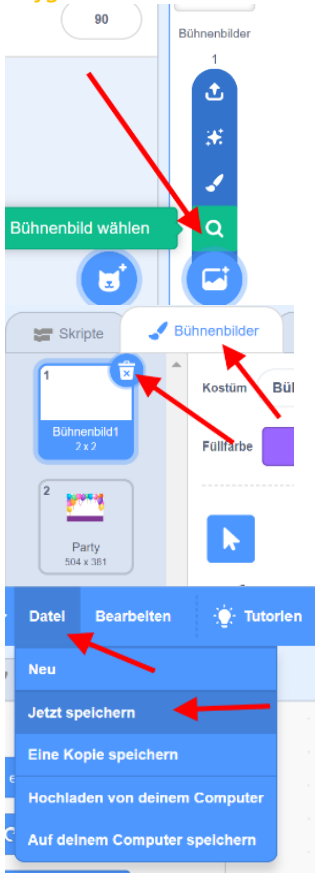 90
Bühnenbilder
1
Bühnenbild wählen
Skripte
Bühnenbilder
1
Bühnenbild1
2 x 2
Kostüm
Füllfarbe
2
Party
504 x 381
Datei
Bearbeiten
Tutorien
Neu
Jetzt speichern
Eine Kopie speichern
Hochladen von deinem Computer
Auf deinem Computer speichern